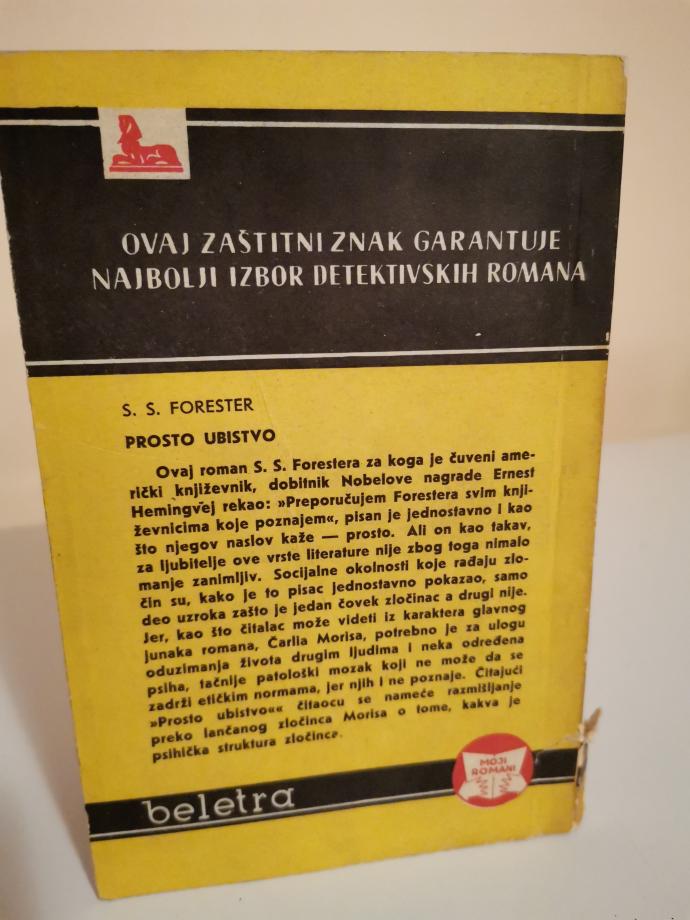 OVAJ ZAŠTITNI ZNAK GARANTUJE
NAJBOLJI IZBOR DETEKTIVSKIH ROMANA
S. S. FORESTER
PROSTO UBISTVO
Ovaj roman S. S. Forestera za koga je čuveni ame-
rički književnik, dobitnik Nobelove nagrade Ernest
Hemingvej rekao: »Preporučujem Forestera svim knji-
ževnicima koje poznajem«, pisan je jednostavno i kao
što njegov naslov kaže — prosto. Ali on kao takav,
za ljubitelje ove vrste literature nije zbog toga nimalo
manje zanimljiv. Socijalne okolnosti koje rađaju zlo-
čin su, kako je to pisac jednostavno pokazao, samo
deo uzroka zašto je jedan čovek zločinac a drugi nije.
Jer, kao što čitalac može videti iz karaktera glavnog
junaka romana, Čarlia Morisa, potrebno je za ulogu
oduzimanja života drugim ljudima i neka određena
psiha, tačnije patološki mozak koji ne može da se
zadrži etičkim normama, jer njih i ne poznaje. Čitajući
»Prosto ubistvo«« čitaocu se nameće razmišljanje
preko lančanog zločinca Morisa o tome, kakva je
psihička struktura zločinca.
MOJI
ROMANI
beletra